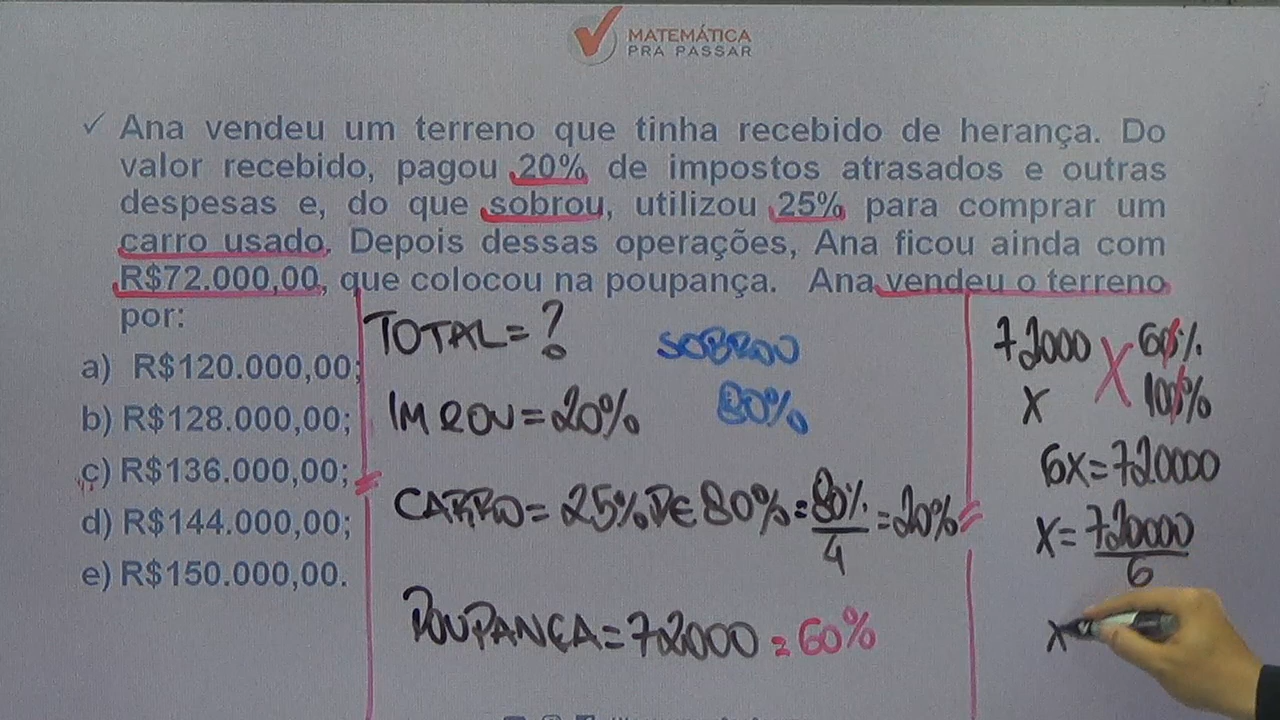 MATEMÁTICA
PRA PASSAR
✓ Ana vendeu um terreno que tinha recebido de herança. Do
valor recebido, pagou 20% de impostos atrasados e outras
despesas e, do que sobrou, utilizou 25% para comprar um
carro usado. Depois dessas operações, Ana ficou ainda com
R$72.000,00, que colocou na poupança. Ana vendeu o terreno
por:
a) R$120.000,00;
b) R$128.000,00;
c) R$136.000,00;
d) R$144.000,00;
e) R$150.000,00.
TOTAL = ?
SOBROU
80%
= 20%
CARRO = 25% DE 80% = 80%/4 = 20%
POUPANÇA = 72000 = 60%
72000 60%
X 100%
6X = 720000
X = 720000/6
X